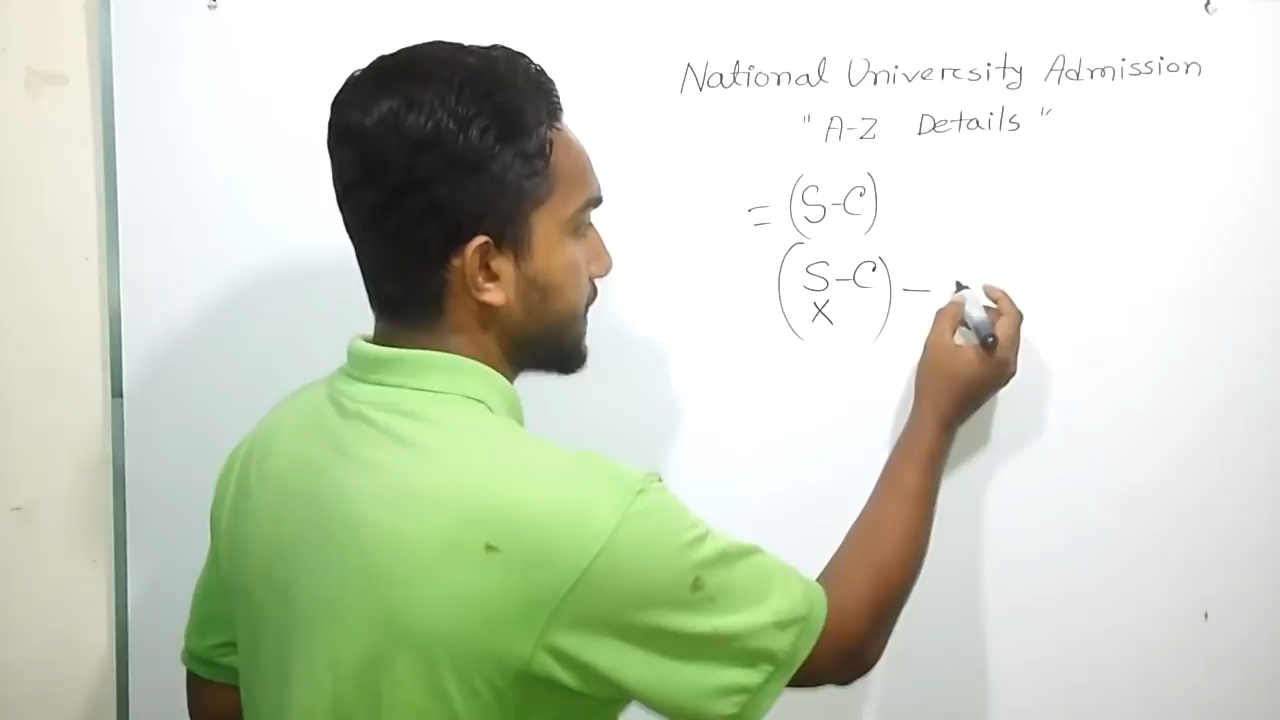 National University Admission
"A-Z Details"
= (S-C)
(S-C) -
X